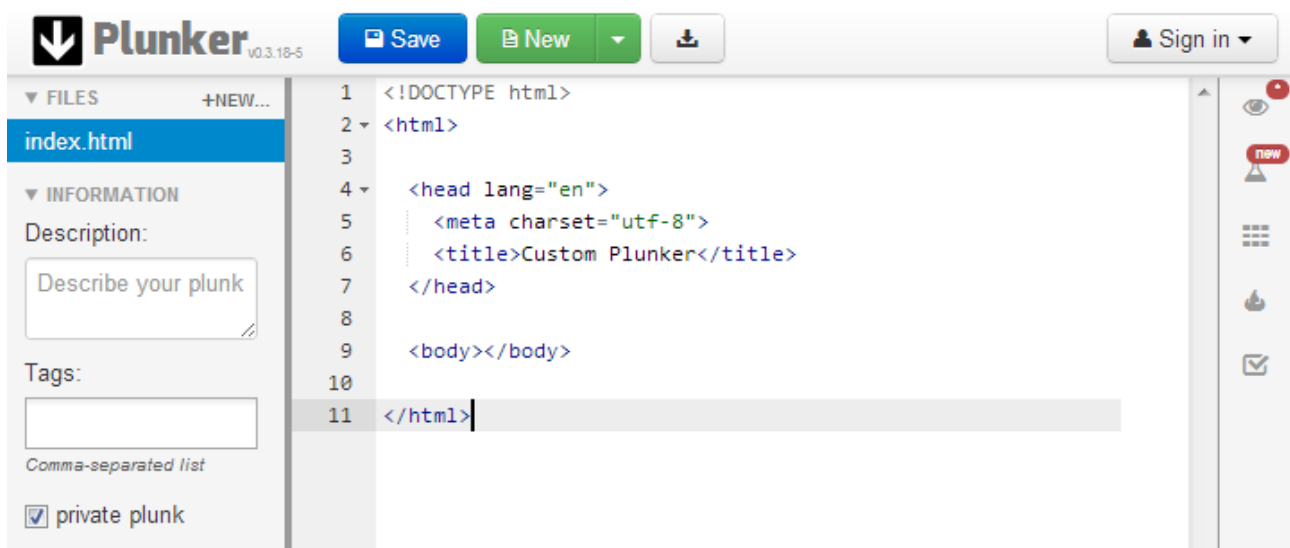 Plunker v0.3.18-5 Save New Sign in
FILES +NEW...
index.html
INFORMATION
Description:
Describe your plunk
Tags:
Comma-separated list
private plunk
1 <!DOCTYPE html>
2 <html>
3
4 <head lang="en">
5 <meta charset="utf-8">
6 <title>Custom Plunker</title>
7 </head>
8
9 <body></body>
10
11 </html>
*
new